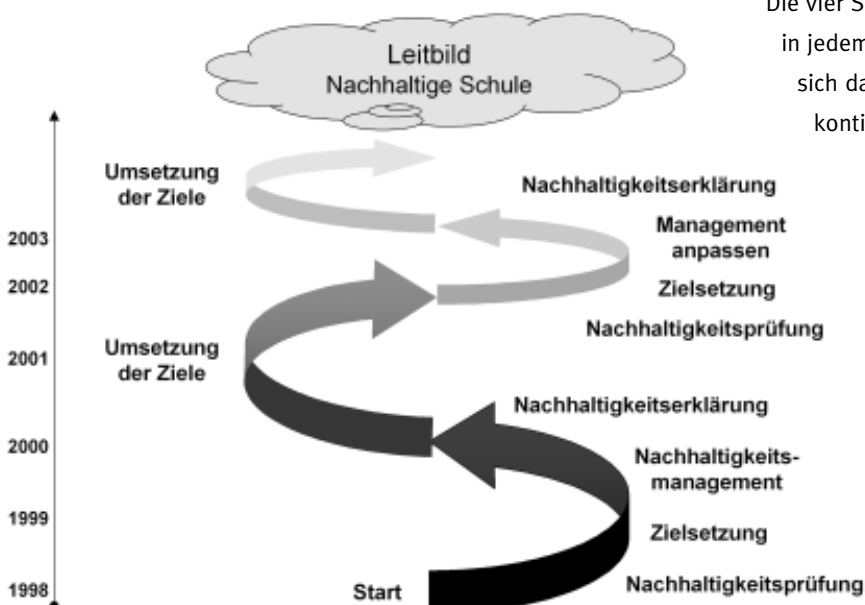 Die vier S
in jedem
sich da
konti
Leitbild
Nachhaltige Schule
Umsetzung
der Ziele
Nachhaltigkeitserklärung
2003
Management
anpassen
2002
Zielsetzung
Nachhaltigkeitsprüfung
2001
Umsetzung
der Ziele
Nachhaltigkeitserklärung
2000
Nachhaltigkeits-
management
1999
Zielsetzung
1998
Start
Nachhaltigkeitsprüfung